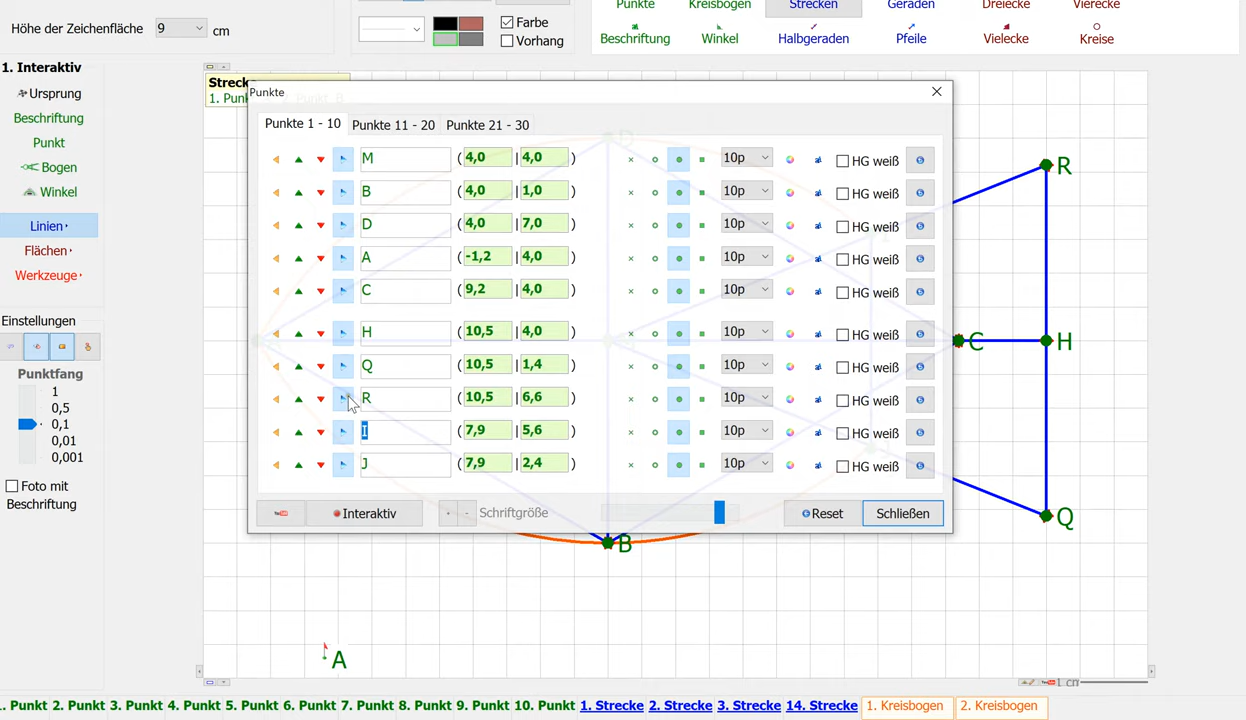 Höhe der Zeichenfläche 9 cm
Farbe
Vorhang
Punkte Kreisbogen Strecken Geraden Dreiecke Vierecke
Beschriftung Winkel Halbgeraden Pfeile Vielecke Kreise
1. Interaktiv
Ursprung
Beschriftung
Punkt
Bogen
Winkel
Linien
Flächen
Werkzeuge
Einstellungen
Punktfang
1
0,5
0,1
0,01
0,001
Foto mit
Beschriftung
Strecke
Punkte
Punkte 1 - 10 Punkte 11 - 20 Punkte 21 - 30
M ( 4,0 | 4,0 ) 10p HG weiß
B ( 4,0 | 1,0 ) 10p HG weiß
D ( 4,0 | 7,0 ) 10p HG weiß
A ( -1,2 | 4,0 ) 10p HG weiß
C ( 9,2 | 4,0 ) 10p HG weiß
H ( 10,5 | 4,0 ) 10p HG weiß
Q ( 10,5 | 1,4 ) 10p HG weiß
R ( 10,5 | 6,6 ) 10p HG weiß
I ( 7,9 | 5,6 ) 10p HG weiß
J ( 7,9 | 2,4 ) 10p HG weiß
Interaktiv + - Schriftgröße Reset Schließen
R
C
H
Q
B
A
1 cm
1. Punkt 2. Punkt 3. Punkt 4. Punkt 5. Punkt 6. Punkt 7. Punkt 8. Punkt 9. Punkt 10. Punkt 1. Strecke 2. Strecke 3. Strecke 14. Strecke 1. Kreisbogen 2. Kreisbogen